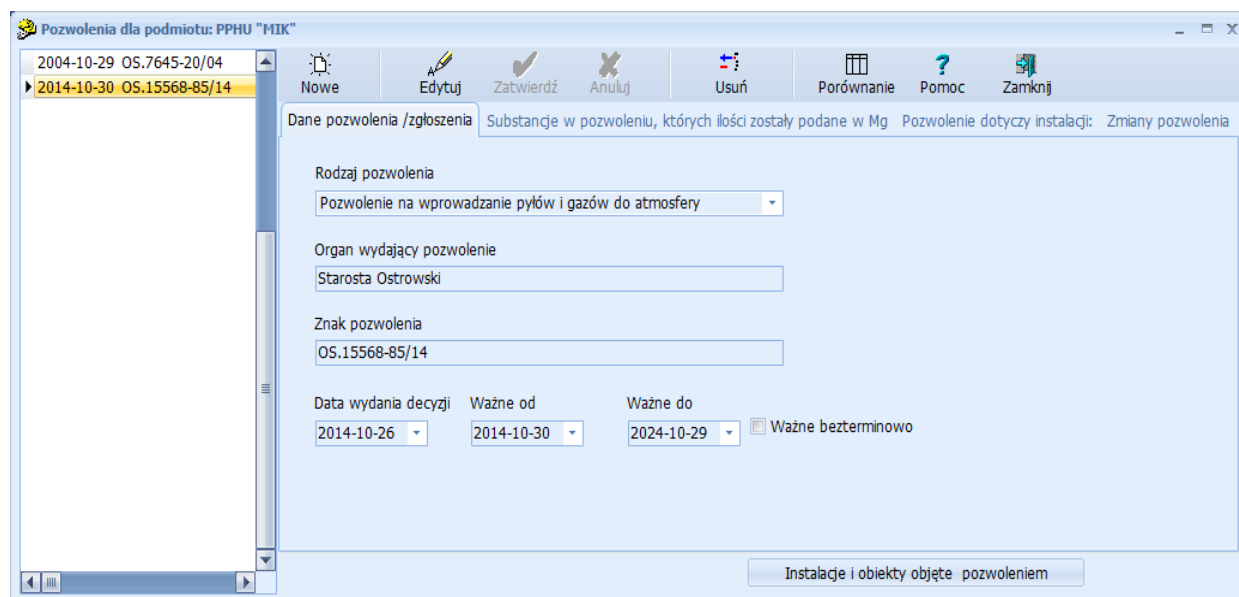 Pozwolenia dla podmiotu: PPHU "MIK"
2004-10-29 OS.7645-20/04
2014-10-30 OS.15568-85/14
Nowe Edytuj Zatwierdź Anuluj Usuń Porównanie Pomoc Zamknij
Dane pozwolenia /zgłoszenia Substancje w pozwoleniu, których ilości zostały podane w Mg Pozwolenie dotyczy instalacji: Zmiany pozwolenia
Rodzaj pozwolenia
Pozwolenie na wprowadzanie pyłów i gazów do atmosfery
Organ wydający pozwolenie
Starosta Ostrowski
Znak pozwolenia
OS.15568-85/14
Data wydania decyzji Ważne od Ważne do
2014-10-26 2014-10-30 2024-10-29 Ważne bezterminowo
Instalacje i obiekty objęte pozwoleniem